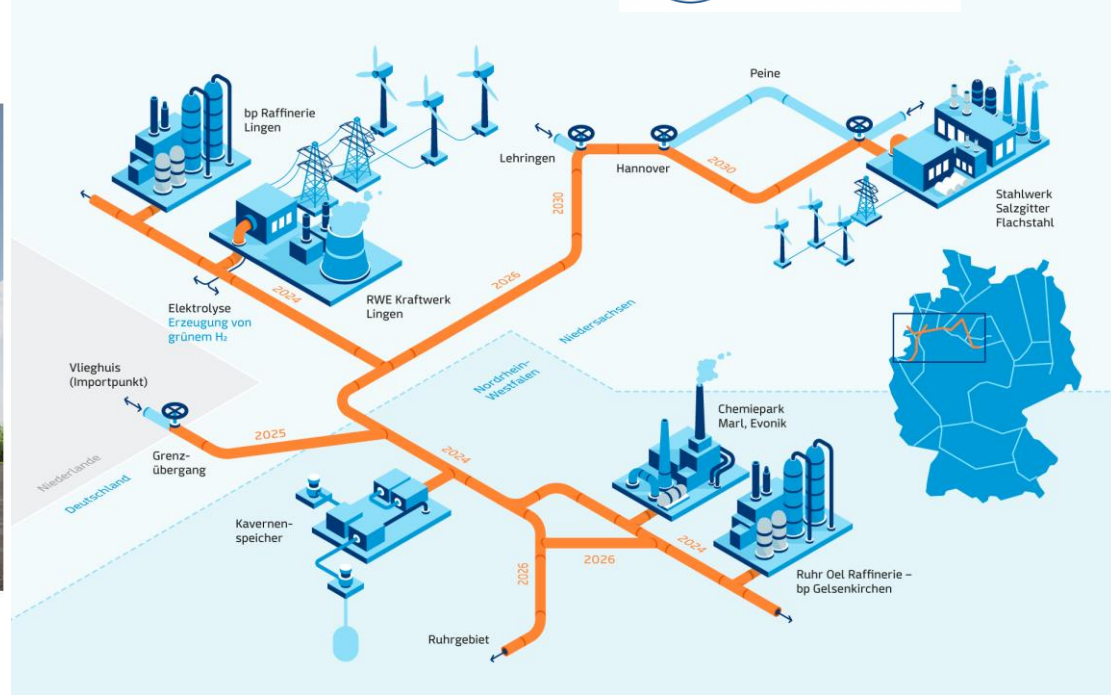 bp Raffinerie
Lingen
Peine
Lehringen
Hannover
2030
2030
Stahlwerk
Salzgitter
Flachstahl
2026
2024
RWE Kraftwerk
Lingen
Elektrolyse
Erzeugung von
grünem H₂
Niedersachsen
Nordrhein-
Westfalen
Vlieghuis
(Importpunkt)
2025
Grenz-
übergang
Niederlande
Deutschland
Chemiepark
Marl, Evonik
2024
Kavernen-
speicher
2024
2026
2026
Ruhr Oel Raffinerie –
bp Gelsenkirchen
Ruhrgebiet